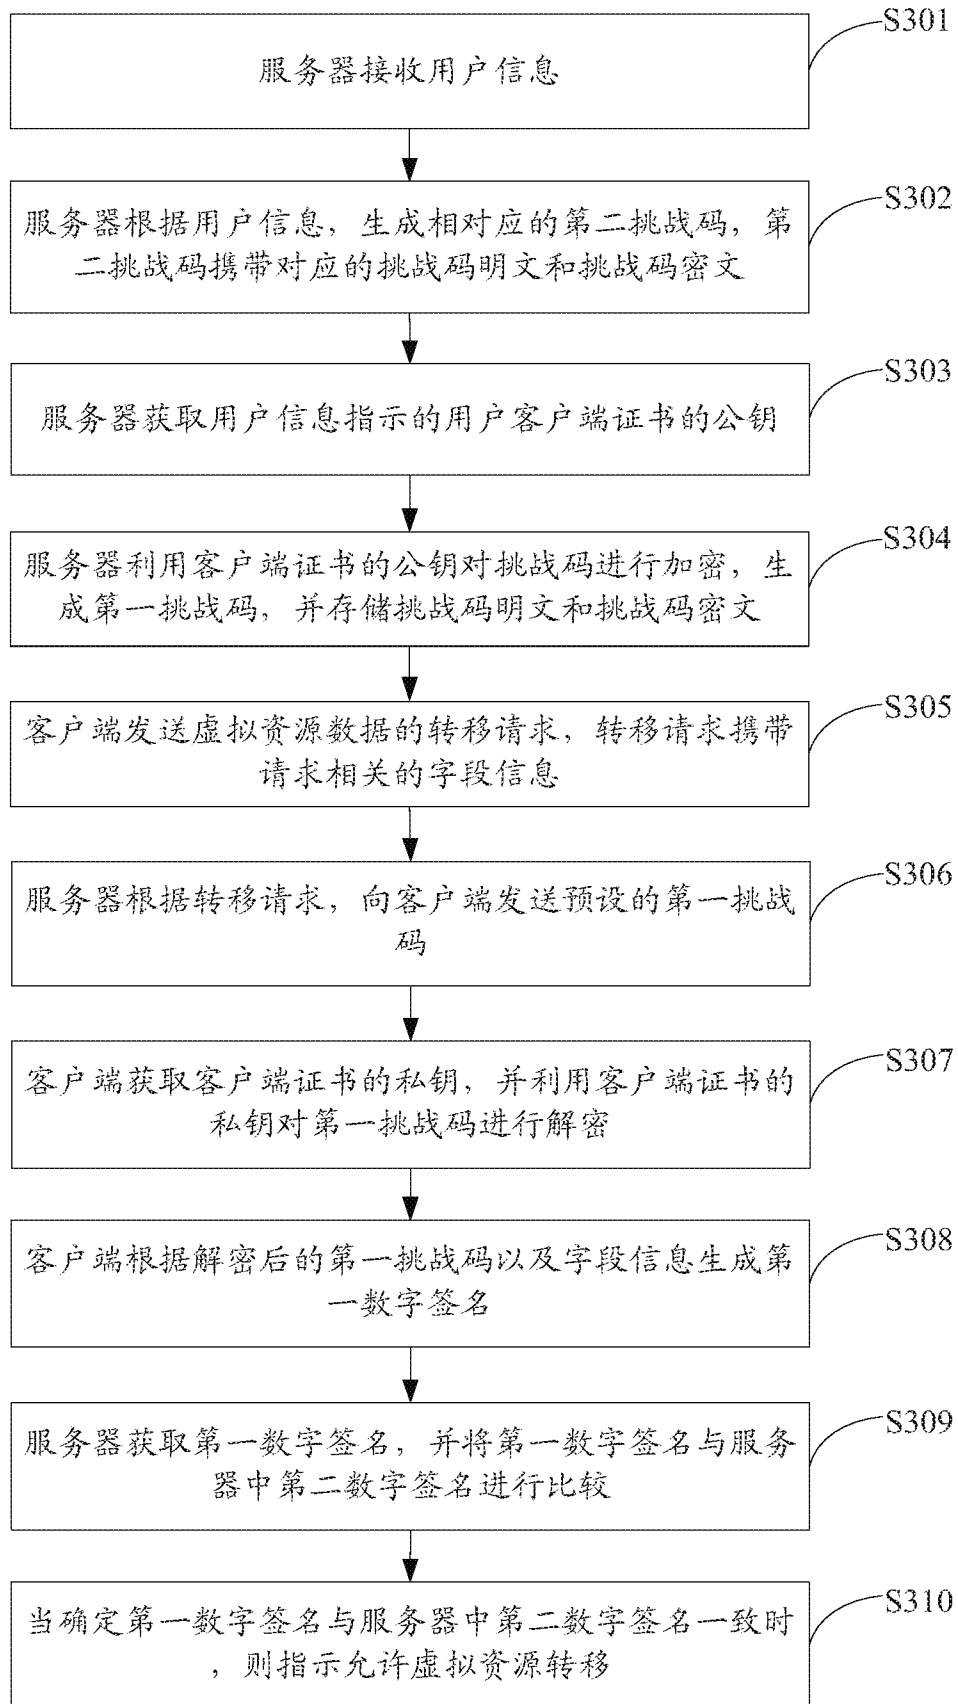 S301
服务器接收用户信息
S302
服务器根据用户信息，生成相对应的第二挑战码，第
二挑战码携带对应的挑战码明文和挑战码密文
S303
服务器获取用户信息指示的用户客户端证书的公钥
S304
服务器利用客户端证书的公钥对挑战码进行加密，生
成第一挑战码，并存储挑战码明文和挑战码密文
S305
客户端发送虚拟资源数据的转移请求，转移请求携带
请求相关的字段信息
S306
服务器根据转移请求，向客户端发送预设的第一挑战
码
S307
客户端获取客户端证书的私钥，并利用客户端证书的
私钥对第一挑战码进行解密
S308
客户端根据解密后的第一挑战码以及字段信息生成第
一数字签名
S309
服务器获取第一数字签名，并将第一数字签名与服务
器中第二数字签名进行比较
S310
当确定第一数字签名与服务器中第二数字签名一致时
，则指示允许虚拟资源转移